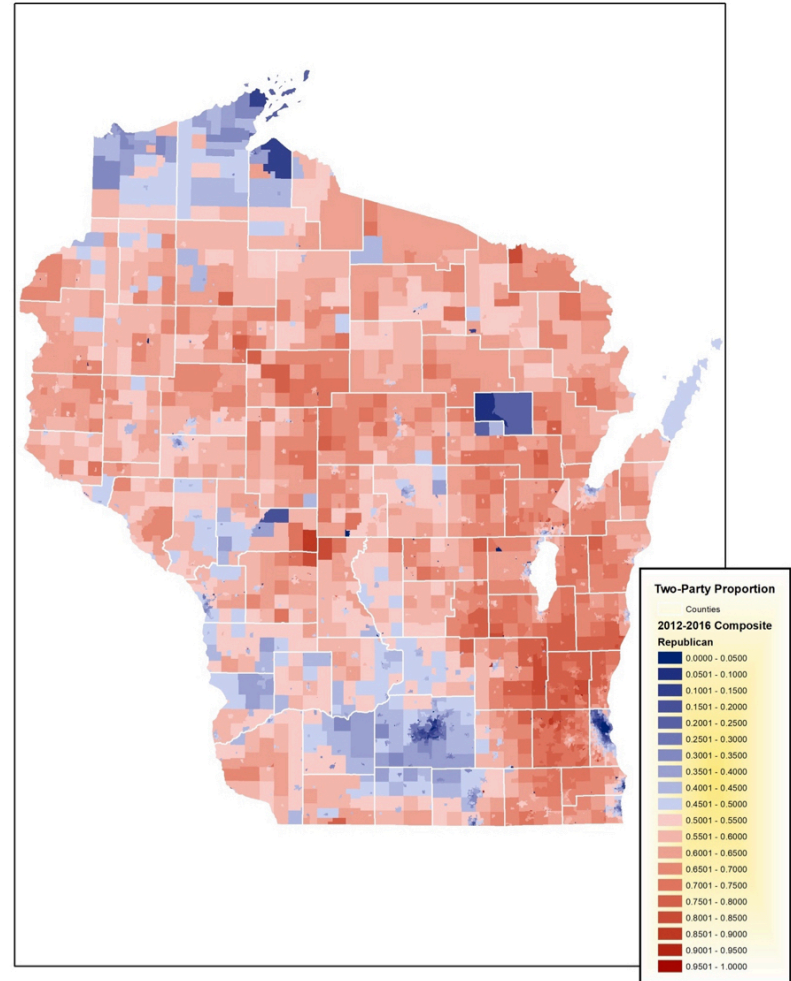 Two-Party Proportion
Counties
2012-2016 Composite
Republican
0.0000 - 0.0500
0.0501 - 0.1000
0.1001 - 0.1500
0.1501 - 0.2000
0.2001 - 0.2500
0.2501 - 0.3000
0.3001 - 0.3500
0.3501 - 0.4000
0.4001 - 0.4500
0.4501 - 0.5000
0.5001 - 0.5500
0.5501 - 0.6000
0.6001 - 0.6500
0.6501 - 0.7000
0.7001 - 0.7500
0.7501 - 0.8000
0.8001 - 0.8500
0.8501 - 0.9000
0.9001 - 0.9500
0.9501 - 1.0000